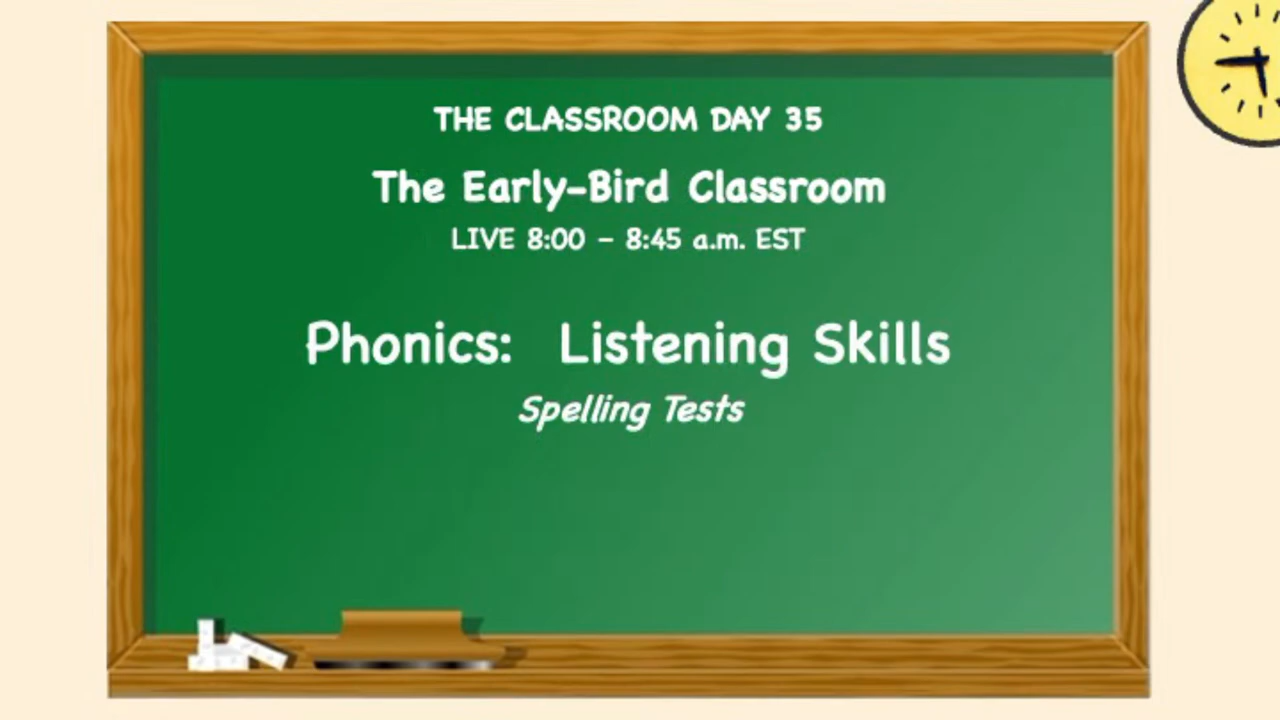 THE CLASSROOM DAY 35
The Early-Bird Classroom
LIVE 8:00 - 8:45 a.m. EST
Phonics: Listening Skills
Spelling Tests